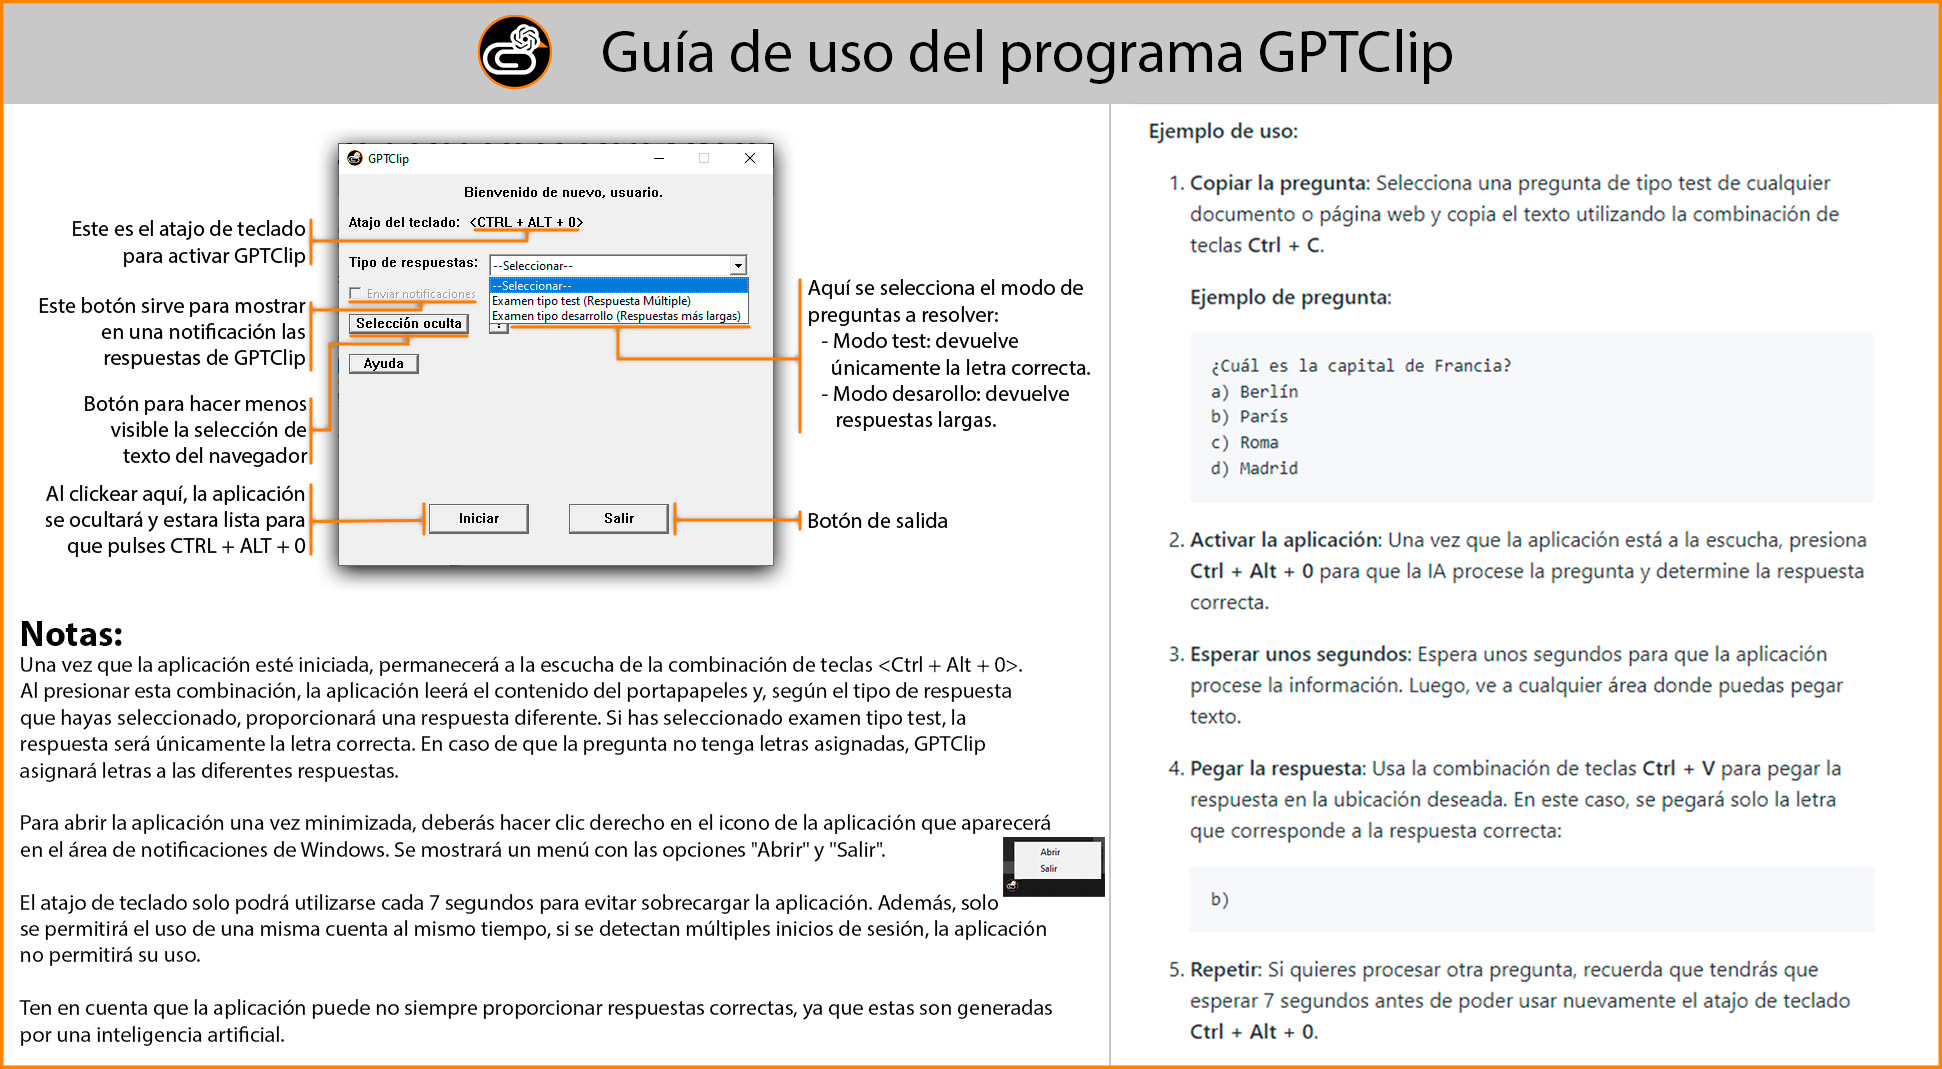 Guía de uso del programa GPTClip
GPTClip
Bienvenido de nuevo, usuario.
Atajo del teclado: <CTRL + ALT + 0>
Tipo de respuestas:
--Seleccionar--
--Seleccionar--
Examen tipo test (Respuesta Múltiple)
Examen tipo desarrollo (Respuestas más largas)
Enviar notificaciones
Selección oculta
Ayuda
Iniciar
Salir
Este es el atajo de teclado
para activar GPTClip
Este botón sirve para mostrar
en una notificación las
respuestas de GPTClip
Botón para hacer menos
visible la selección de
texto del navegador
Al clickear aquí, la aplicación
se ocultará y estara lista para
que pulses CTRL + ALT + 0
Aquí se selecciona el modo de
preguntas a resolver:
- Modo test: devuelve
únicamente la letra correcta.
- Modo desarollo: devuelve
respuestas largas.
Botón de salida
Notas:
Una vez que la aplicación esté iniciada, permanecerá a la escucha de la combinación de teclas <Ctrl + Alt + 0>.
Al presionar esta combinación, la aplicación leerá el contenido del portapapeles y, según el tipo de respuesta
que hayas seleccionado, proporcionará una respuesta diferente. Si has seleccionado examen tipo test, la
respuesta será únicamente la letra correcta. En caso de que la pregunta no tenga letras asignadas, GPTClip
asignará letras a las diferentes respuestas.
Para abrir la aplicación una vez minimizada, deberás hacer clic derecho en el icono de la aplicación que aparecerá
en el área de notificaciones de Windows. Se mostrará un menú con las opciones "Abrir" y "Salir".
Abrir
Salir
El atajo de teclado solo podrá utilizarse cada 7 segundos para evitar sobrecargar la aplicación. Además, solo
se permitirá el uso de una misma cuenta al mismo tiempo, si se detectan múltiples inicios de sesión, la aplicación
no permitirá su uso.
Ten en cuenta que la aplicación puede no siempre proporcionar respuestas correctas, ya que estas son generadas
por una inteligencia artificial.
Ejemplo de uso:
1. Copiar la pregunta: Selecciona una pregunta de tipo test de cualquier
documento o página web y copia el texto utilizando la combinación de
teclas Ctrl + C.
Ejemplo de pregunta:
¿Cuál es la capital de Francia?
a) Berlín
b) París
c) Roma
d) Madrid
2. Activar la aplicación: Una vez que la aplicación está a la escucha, presiona
Ctrl + Alt + 0 para que la IA procese la pregunta y determine la respuesta
correcta.
3. Esperar unos segundos: Espera unos segundos para que la aplicación
procese la información. Luego, ve a cualquier área donde puedas pegar
texto.
4. Pegar la respuesta: Usa la combinación de teclas Ctrl + V para pegar la
respuesta en la ubicación deseada. En este caso, se pegará solo la letra
que corresponde a la respuesta correcta:
b)
5. Repetir: Si quieres procesar otra pregunta, recuerda que tendrás que
esperar 7 segundos antes de poder usar nuevamente el atajo de teclado
Ctrl + Alt + 0.